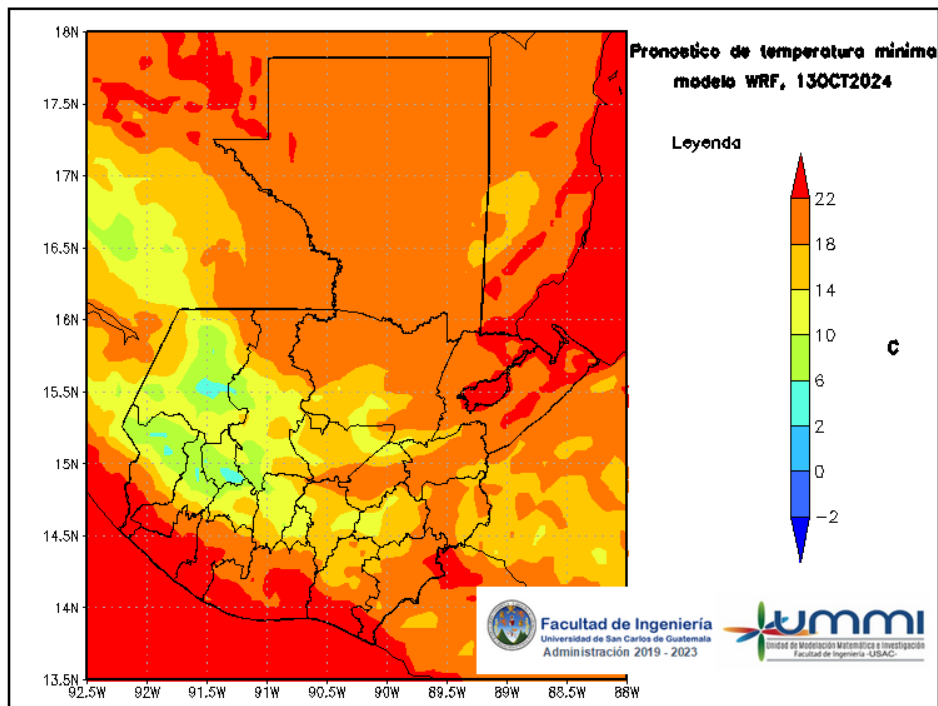 Pronostico de temperatura minima
modelo WRF, 13OCT2024
Leyenda
22
18
14
10
6
2
0
−2
C
18N
17.5N
17N
16.5N
16N
15.5N
15N
14.5N
14N
13.5N
92.5W 92W 91.5W 91W 90.5W 90W 89.5W 89W 88.5W 88W
Facultad de Ingeniería
Universidad de San Carlos de Guatemala
Administración 2019 - 2023
ummi
Unidad de Modelación Matemática e Investigación
Facultad de Ingeniería -USAC-